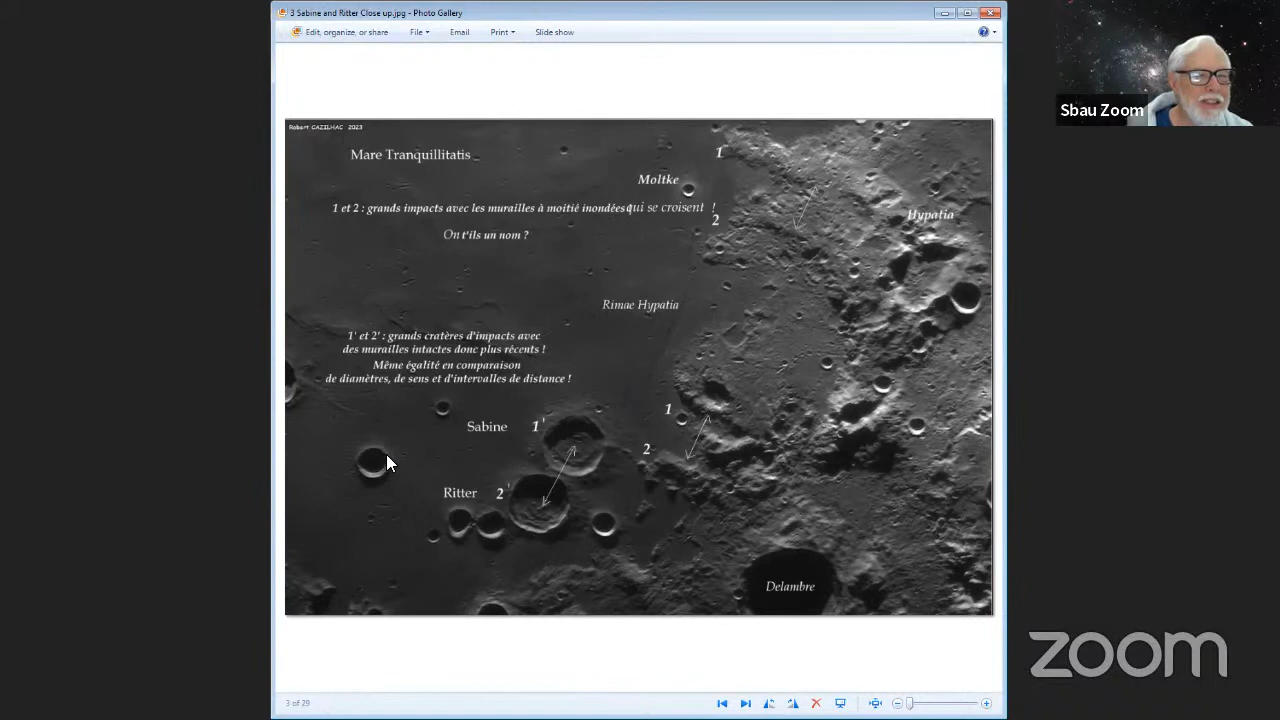 3 Sabine and Ritter Close up.jpg - Photo Gallery
Edit, organize, or share File Email Print Slide show
Sbau Zoom
Robert CAZILHAC 2023
Mare Tranquillitatis
1
Moltke
1 et 2 : grands impacts avec les murailles à moitié inondées qui se croisent !
2
Hypatia
On t'ils un nom ?
Rimae Hypatia
1' et 2' : grands cratères d'impacts avec
des murailles intactes donc plus récents !
Même égalité en comparaison
de diamètres, de sens et d'intervalles de distance !
1
Sabine 1'
2
Ritter 2'
Delambre
zoom
3 of 29